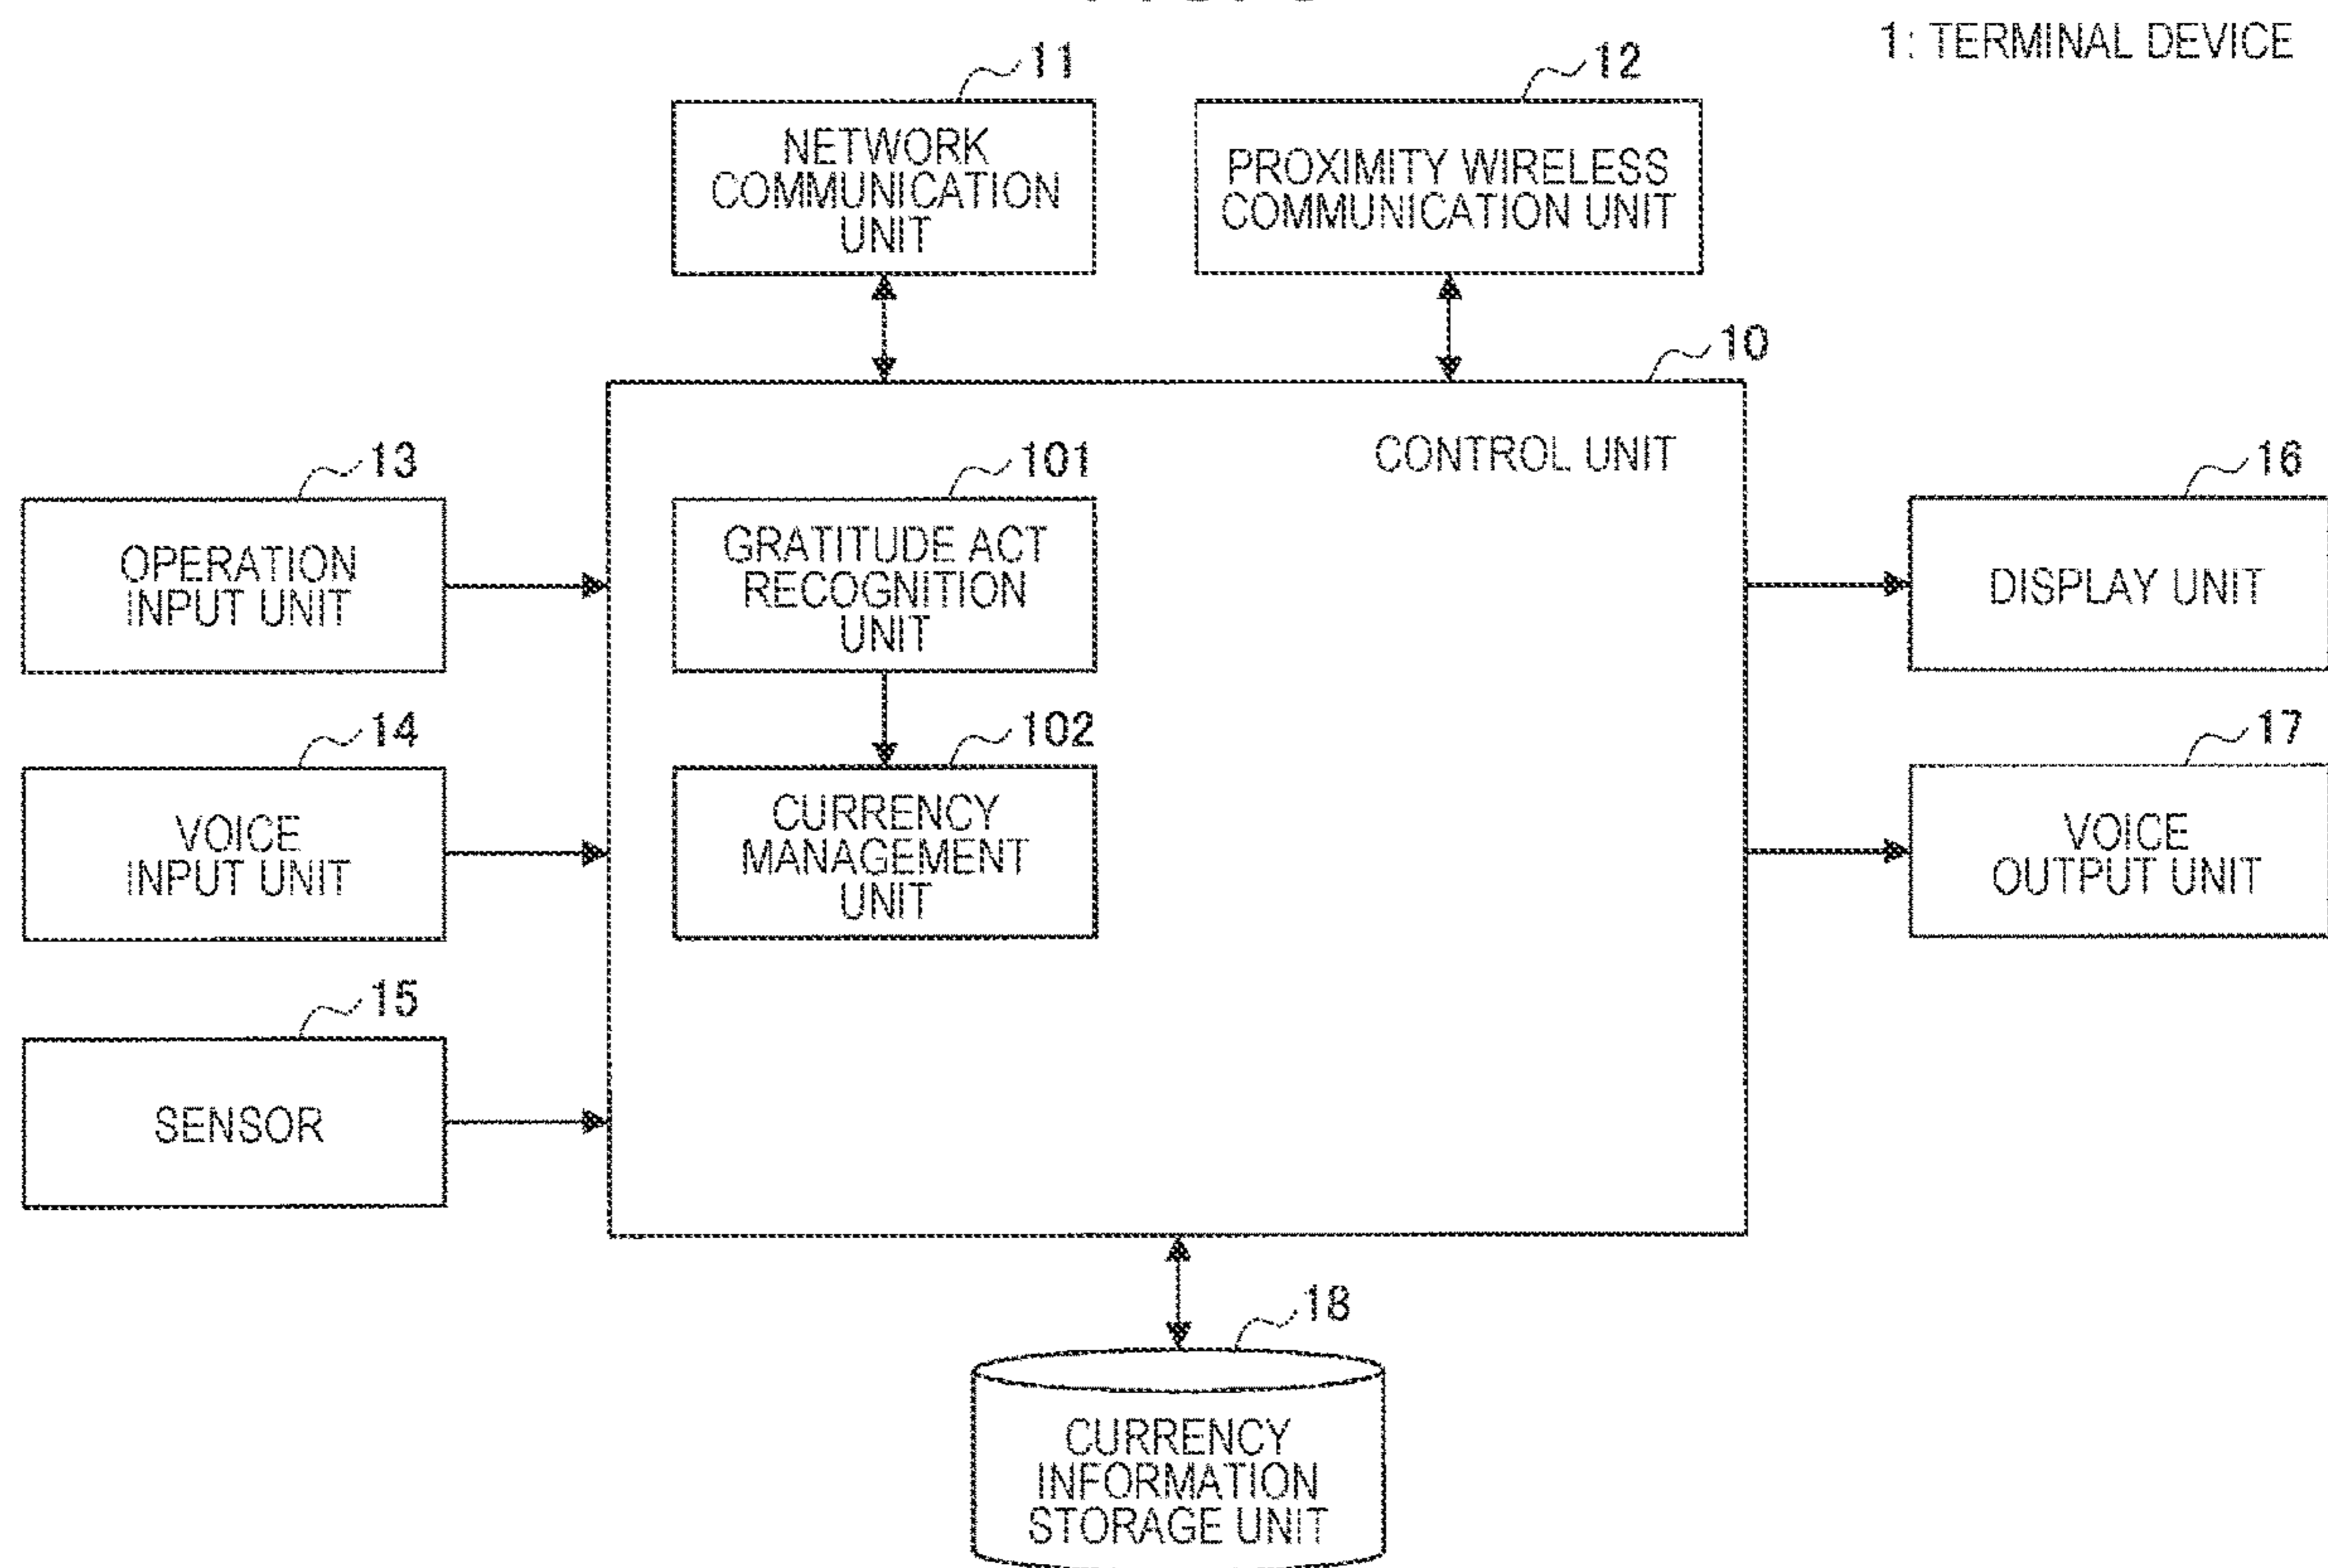 1: TERMINAL DEVICE
11
12
NETWORK
COMMUNICATION
UNIT
PROXIMITY WIRELESS
COMMUNICATION UNIT
10
CONTROL UNIT
13
101
16
OPERATION
INPUT UNIT
GRATITUDE ACT
RECOGNITION
UNIT
DISPLAY UNIT
14
102
17
VOICE
INPUT UNIT
CURRENCY
MANAGEMENT
UNIT
VOICE
OUTPUT UNIT
15
SENSOR
18
CURRENCY
INFORMATION
STORAGE UNIT